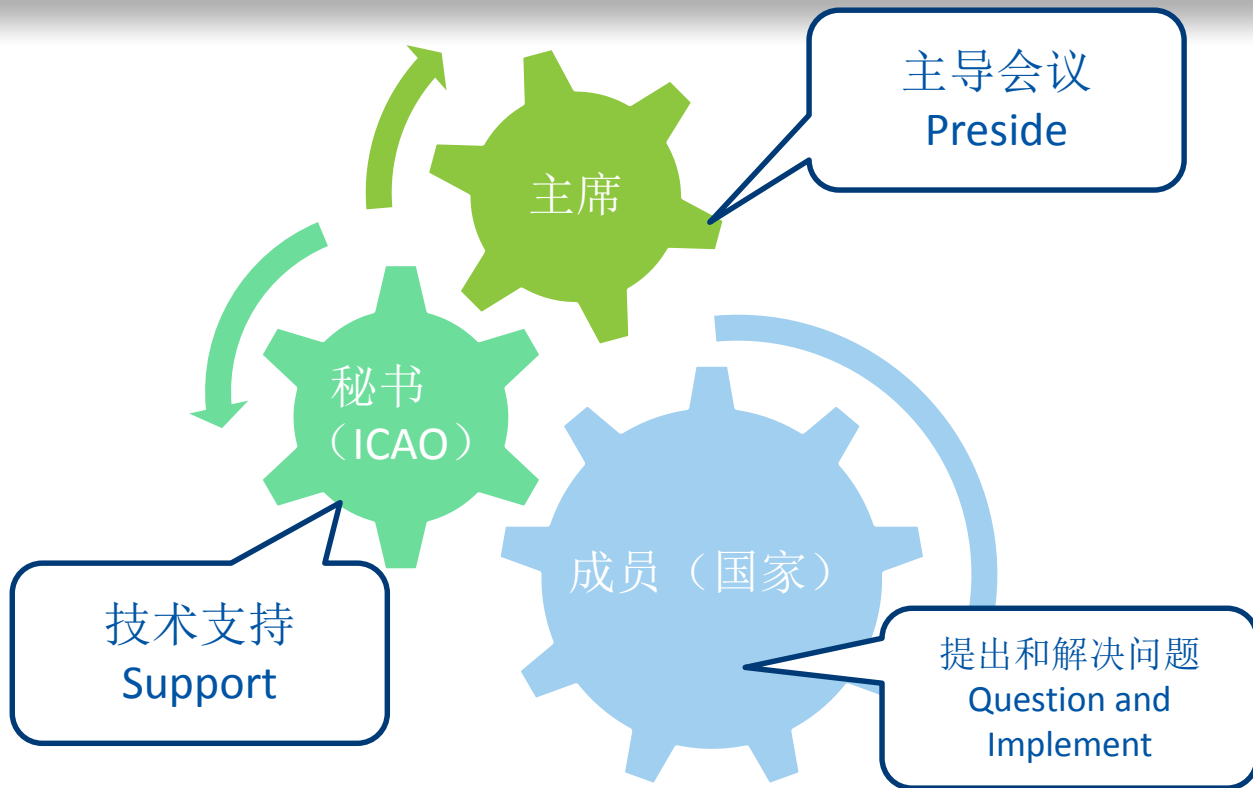 主导会议
Preside
主席
秘书
（ICAO）
成员（国家）
技术支持
Support
提出和解决问题
Question and
Implement